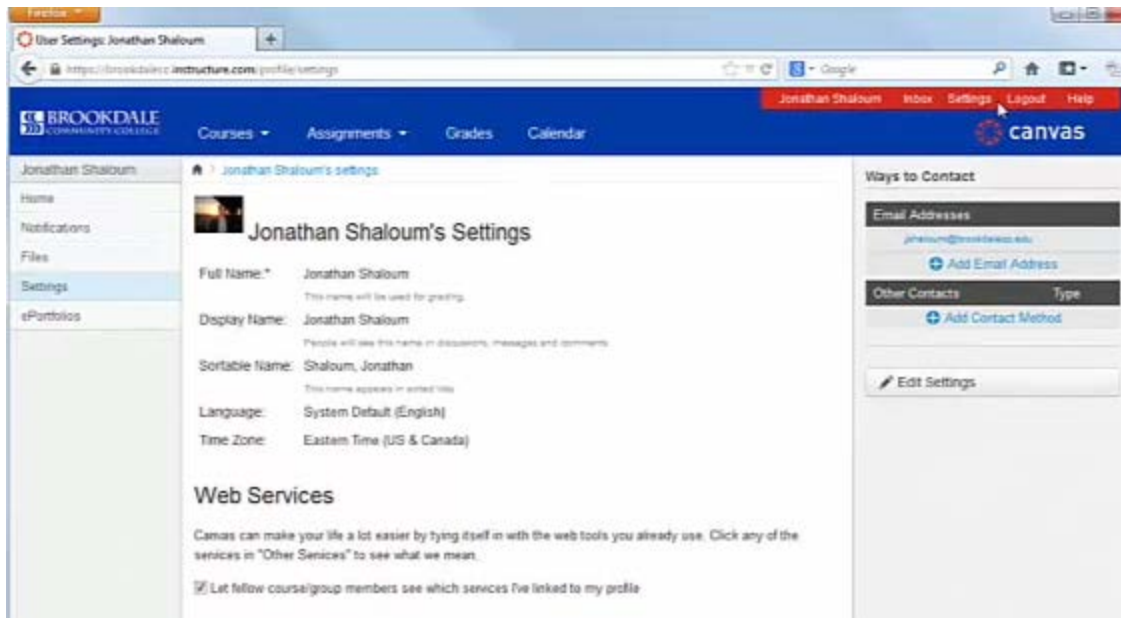 Firefox
User Settings: Jonathan Shaloum
+
https://brookdalecc.instructure.com/profile/settings
Google
Jonathan Shaloum Inbox Settings Logout Help
BROOKDALE
COMMUNITY COLLEGE
Courses Assignments Grades Calendar
canvas
Jonathan Shaloum
Home
Notifications
Files
Settings
ePortfolios
Jonathan Shaloum's settings
Jonathan Shaloum's Settings
Full Name:* Jonathan Shaloum
This name will be used for grading.
Display Name: Jonathan Shaloum
People will see this name in discussions, messages and comments.
Sortable Name: Shaloum, Jonathan
This name appears in sorted lists.
Language: System Default (English)
Time Zone: Eastern Time (US & Canada)
Web Services
Canvas can make your life a lot easier by tying itself in with the web tools you already use. Click any of the
services in "Other Services" to see what we mean.
Let fellow course/group members see which services I've linked to my profile
Ways to Contact
Email Addresses
Add Email Address
Other Contacts Type
Add Contact Method
Edit Settings